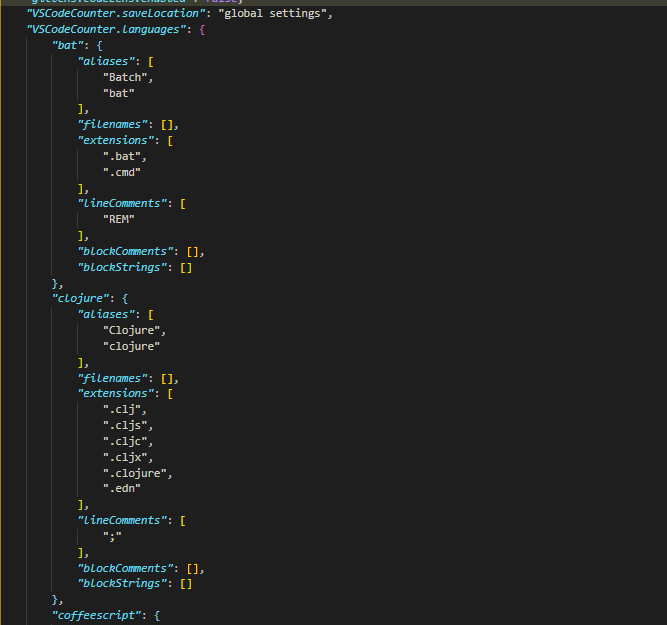 "VSCodeCounter.saveLocation": "global settings",
"VSCodeCounter.languages": {
"bat": {
"aliases": [
"Batch",
"bat"
],
"filenames": [],
"extensions": [
".bat",
".cmd"
],
"lineComments": [
"REM"
],
"blockComments": [],
"blockStrings": []
},
"clojure": {
"aliases": [
"Clojure",
"clojure"
],
"filenames": [],
"extensions": [
".clj",
".cljs",
".cljc",
".cljx",
".clojure",
".edn"
],
"lineComments": [
";"
],
"blockComments": [],
"blockStrings": []
},
"coffeescript": {